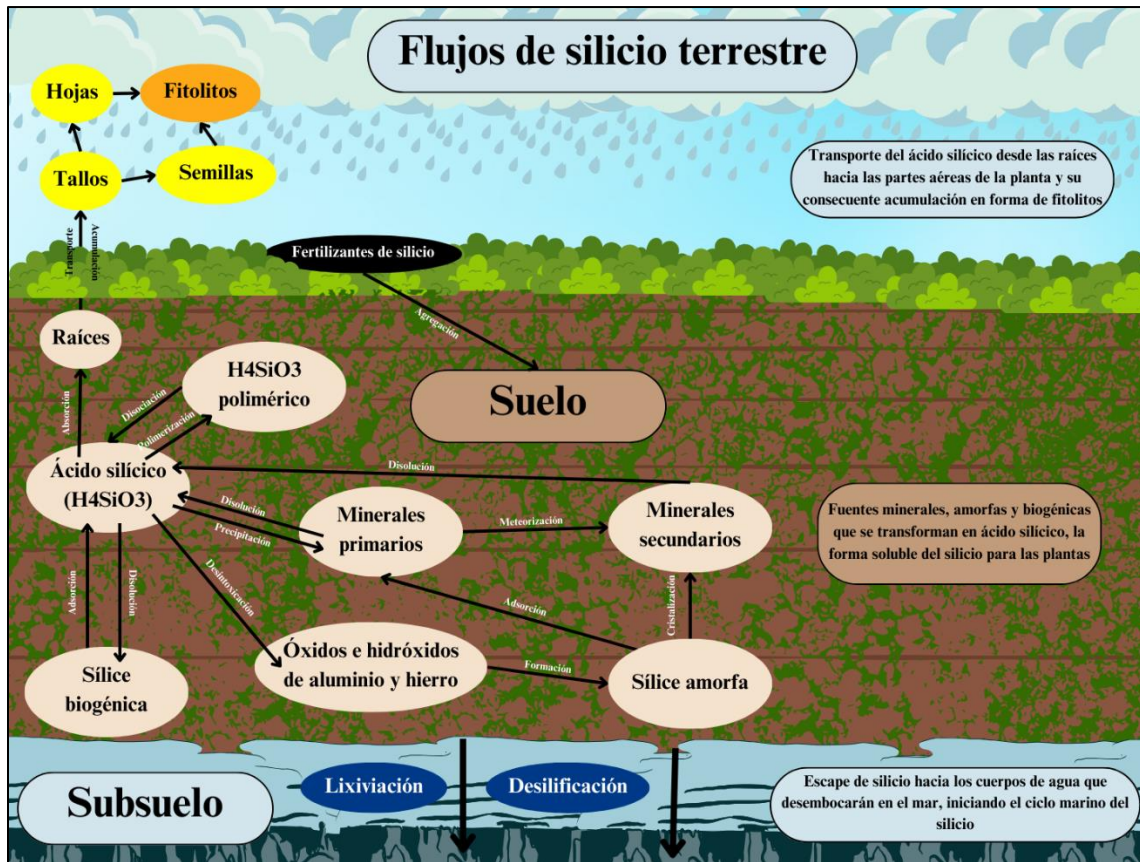 Flujos de silicio terrestre
Hojas
Fitolitos
Tallos
Semillas
Transporte del ácido silícico desde las raíces
hacia las partes aéreas de la planta y su
consecuente acumulación en forma de fitolitos
Transporte
Acumulacion
Fertilizantes de silicio
Agregación
Raíces
Absorción
H4SiO3
polimérico
Disociación
Polimerización
Suelo
Ácido silícico
(H4SiO3)
Disolución
Disolución
Precipitación
Minerales
primarios
Meteorización
Minerales
secundarios
Fuentes minerales, amorfas y biogénicas
que se transforman en ácido silícico, la
forma soluble del silicio para las plantas
Adsorción
Disolución
Desintoxicación
Adsorción
Cristalización
Sílice
biogénica
Óxidos e hidróxidos
de aluminio y hierro
Formación
Sílice amorfa
Subsuelo
Lixiviación
Desilificación
Escape de silicio hacia los cuerpos de agua que
desembocarán en el mar, iniciando el ciclo marino del
silicio